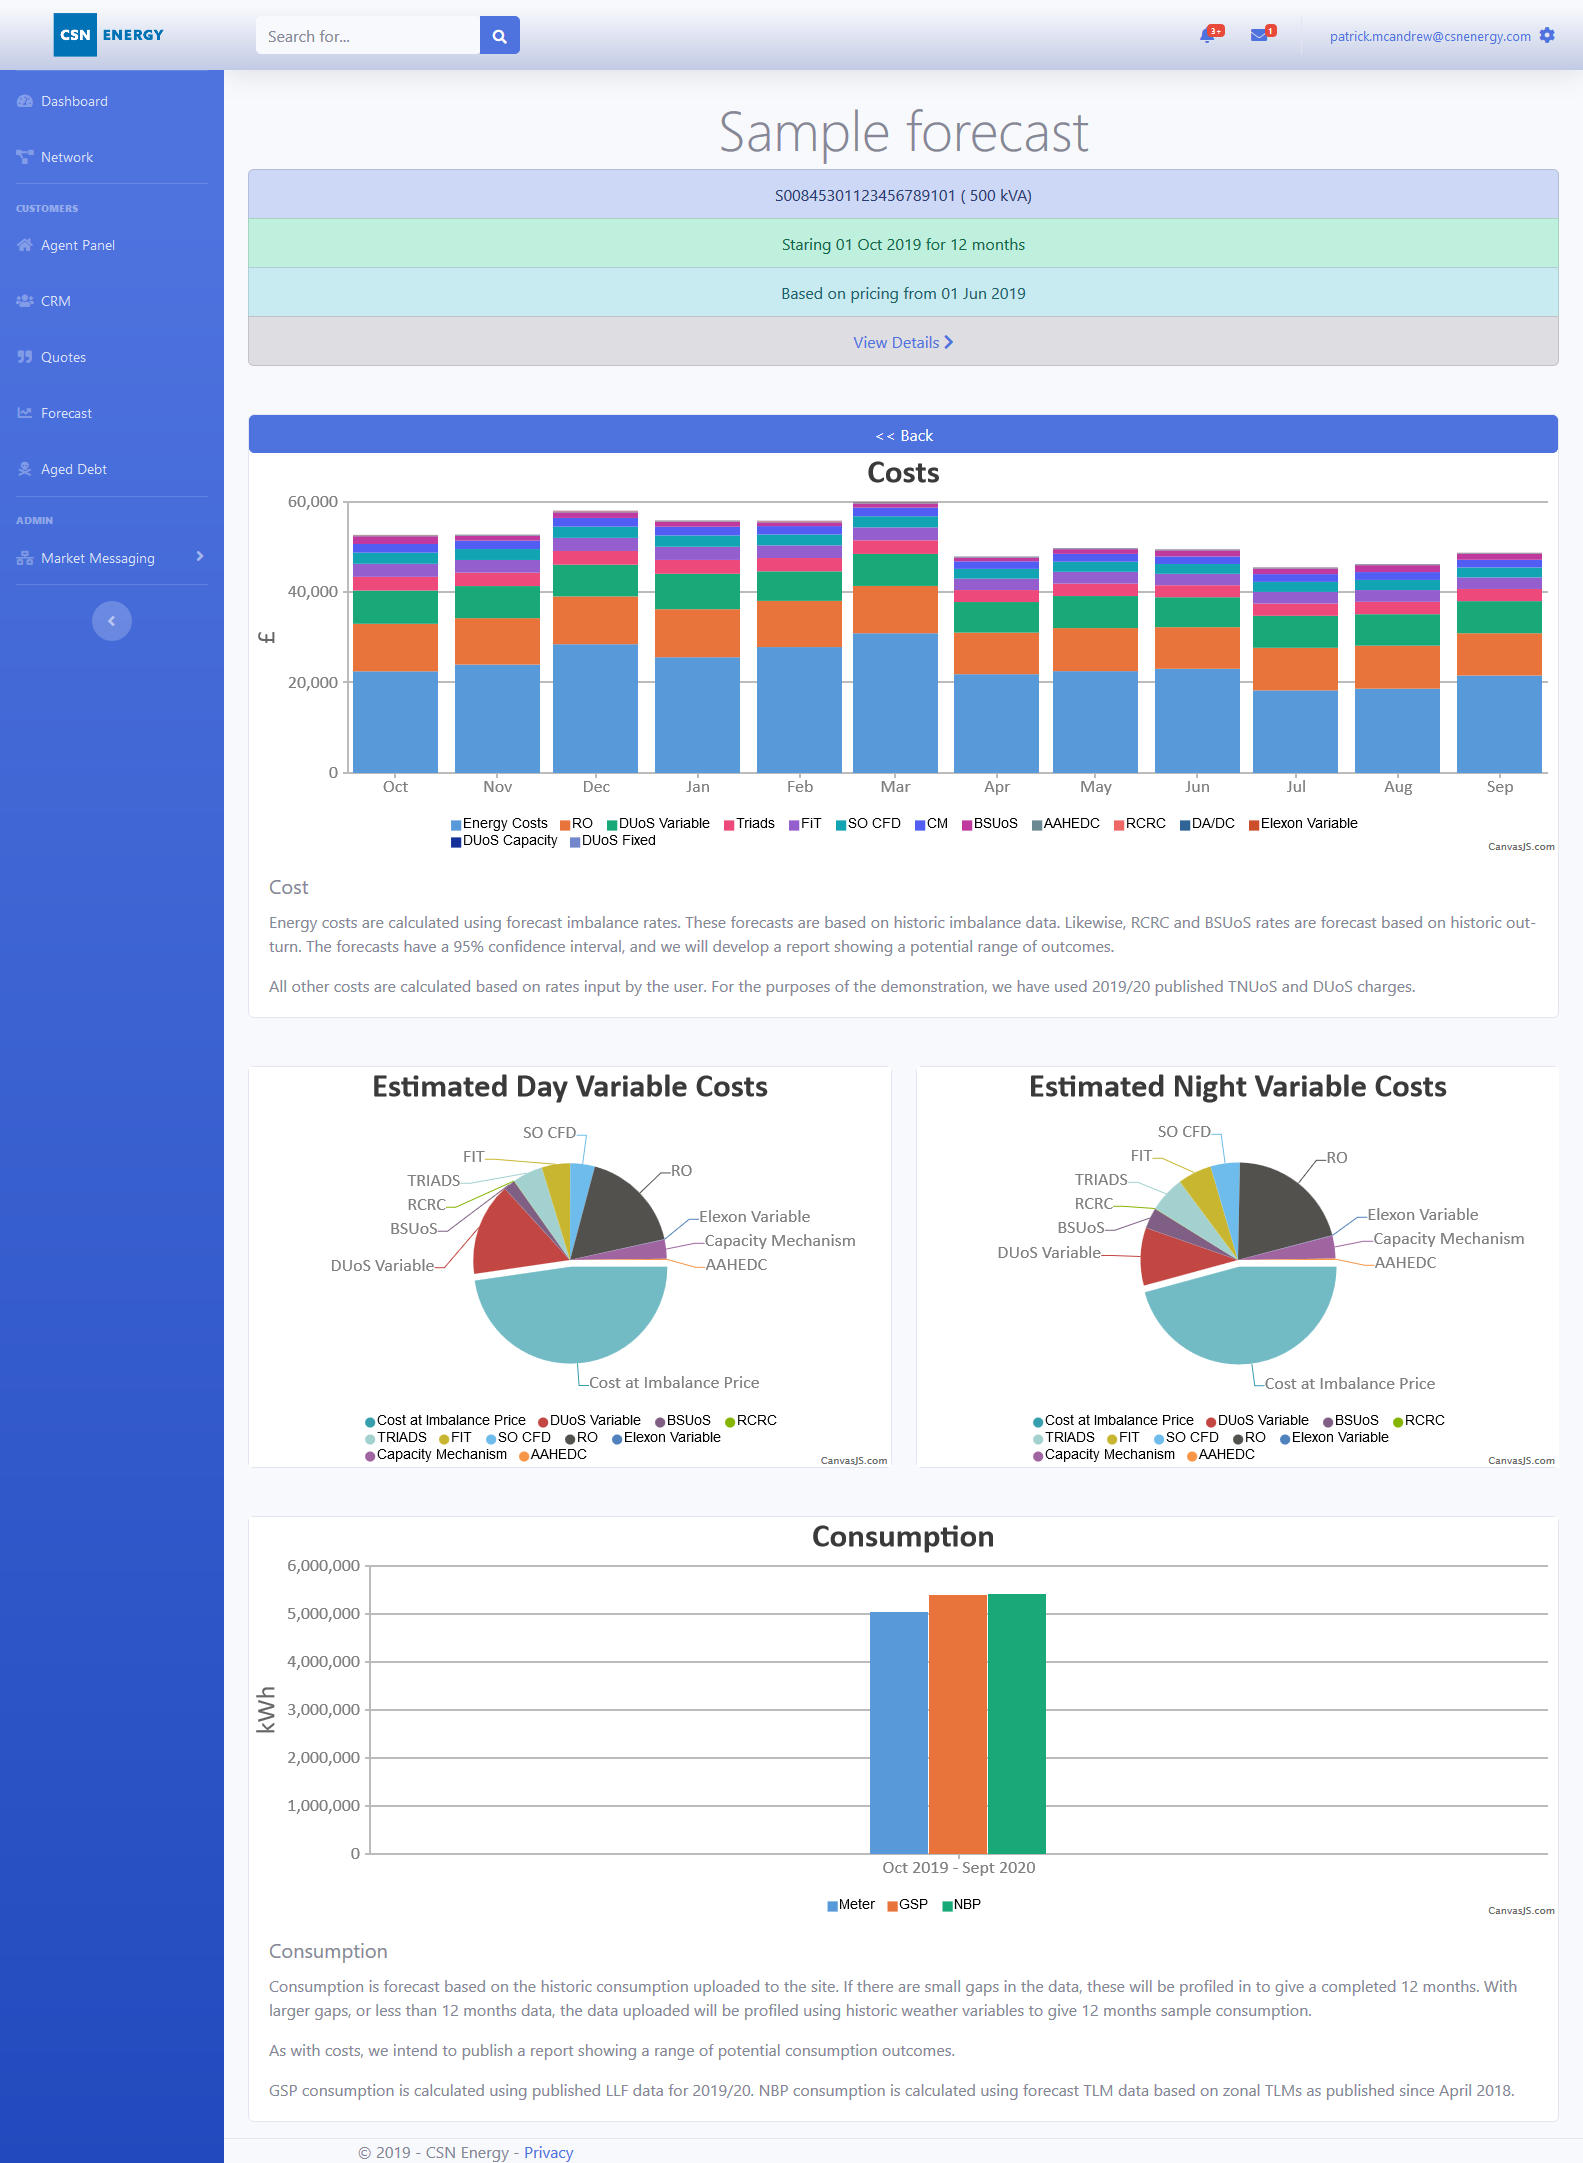 CSN ENERGY
Search for...
3+
1
patrick.mcandrew@csnenergy.com
Dashboard
Network
CUSTOMERS
Agent Panel
CRM
Quotes
Forecast
Aged Debt
ADMIN
Market Messaging
Sample forecast
S00845301123456789101 ( 500 kVA)
Staring 01 Oct 2019 for 12 months
Based on pricing from 01 Jun 2019
View Details
<< Back
Costs
60,000
40,000
£
20,000
0
Oct Nov Dec Jan Feb Mar Apr May Jun Jul Aug Sep
Energy Costs RO DUoS Variable Triads FiT SO CFD CM BSUoS AAHEDC RCRC DA/DC Elexon Variable
DUoS Capacity DUoS Fixed
CanvasJS.com
Cost
Energy costs are calculated using forecast imbalance rates. These forecasts are based on historic imbalance data. Likewise, RCRC and BSUoS rates are forecast based on historic out-
turn. The forecasts have a 95% confidence interval, and we will develop a report showing a potential range of outcomes.
All other costs are calculated based on rates input by the user. For the purposes of the demonstration, we have used 2019/20 published TNUoS and DUoS charges.
Estimated Day Variable Costs
SO CFD
FIT
RO
TRIADS
RCRC
Elexon Variable
BSUoS
Capacity Mechanism
DUoS Variable
AAHEDC
Cost at Imbalance Price
Cost at Imbalance Price DUoS Variable BSUoS RCRC
TRIADS FIT SO CFD RO Elexon Variable
Capacity Mechanism AAHEDC
CanvasJS.com
Estimated Night Variable Costs
SO CFD
FIT
RO
TRIADS
RCRC
Elexon Variable
BSUoS
Capacity Mechanism
DUoS Variable
AAHEDC
Cost at Imbalance Price
Cost at Imbalance Price DUoS Variable BSUoS RCRC
TRIADS FIT SO CFD RO Elexon Variable
Capacity Mechanism AAHEDC
CanvasJS.com
Consumption
6,000,000
5,000,000
4,000,000
3,000,000
kWh
2,000,000
1,000,000
0
Oct 2019 - Sept 2020
Meter GSP NBP
CanvasJS.com
Consumption
Consumption is forecast based on the historic consumption uploaded to the site. If there are small gaps in the data, these will be profiled in to give a completed 12 months. With
larger gaps, or less than 12 months data, the data uploaded will be profiled using historic weather variables to give 12 months sample consumption.
As with costs, we intend to publish a report showing a range of potential consumption outcomes.
GSP consumption is calculated using published LLF data for 2019/20. NBP consumption is calculated using forecast TLM data based on zonal TLMs as published since April 2018.
© 2019 - CSN Energy - Privacy